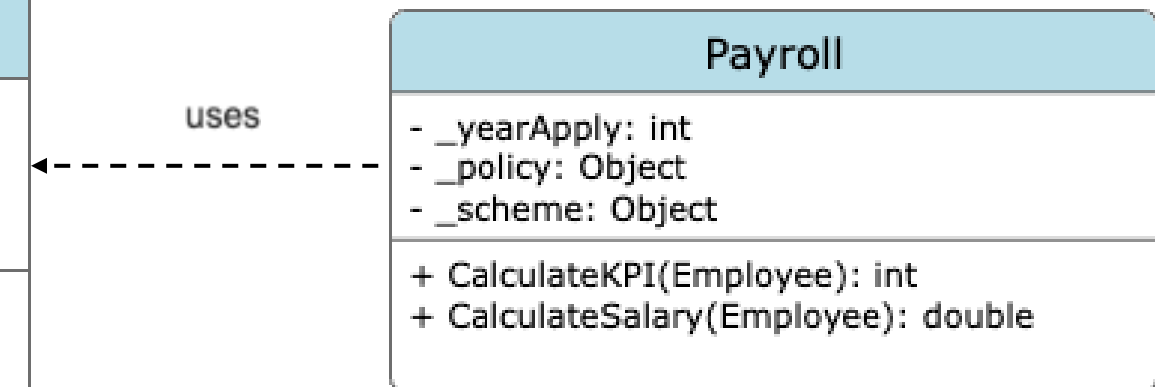 Payroll
uses
- _yearApply: int
- _policy: Object
- _scheme: Object
+ CalculateKPI(Employee): int
+ CalculateSalary(Employee): double